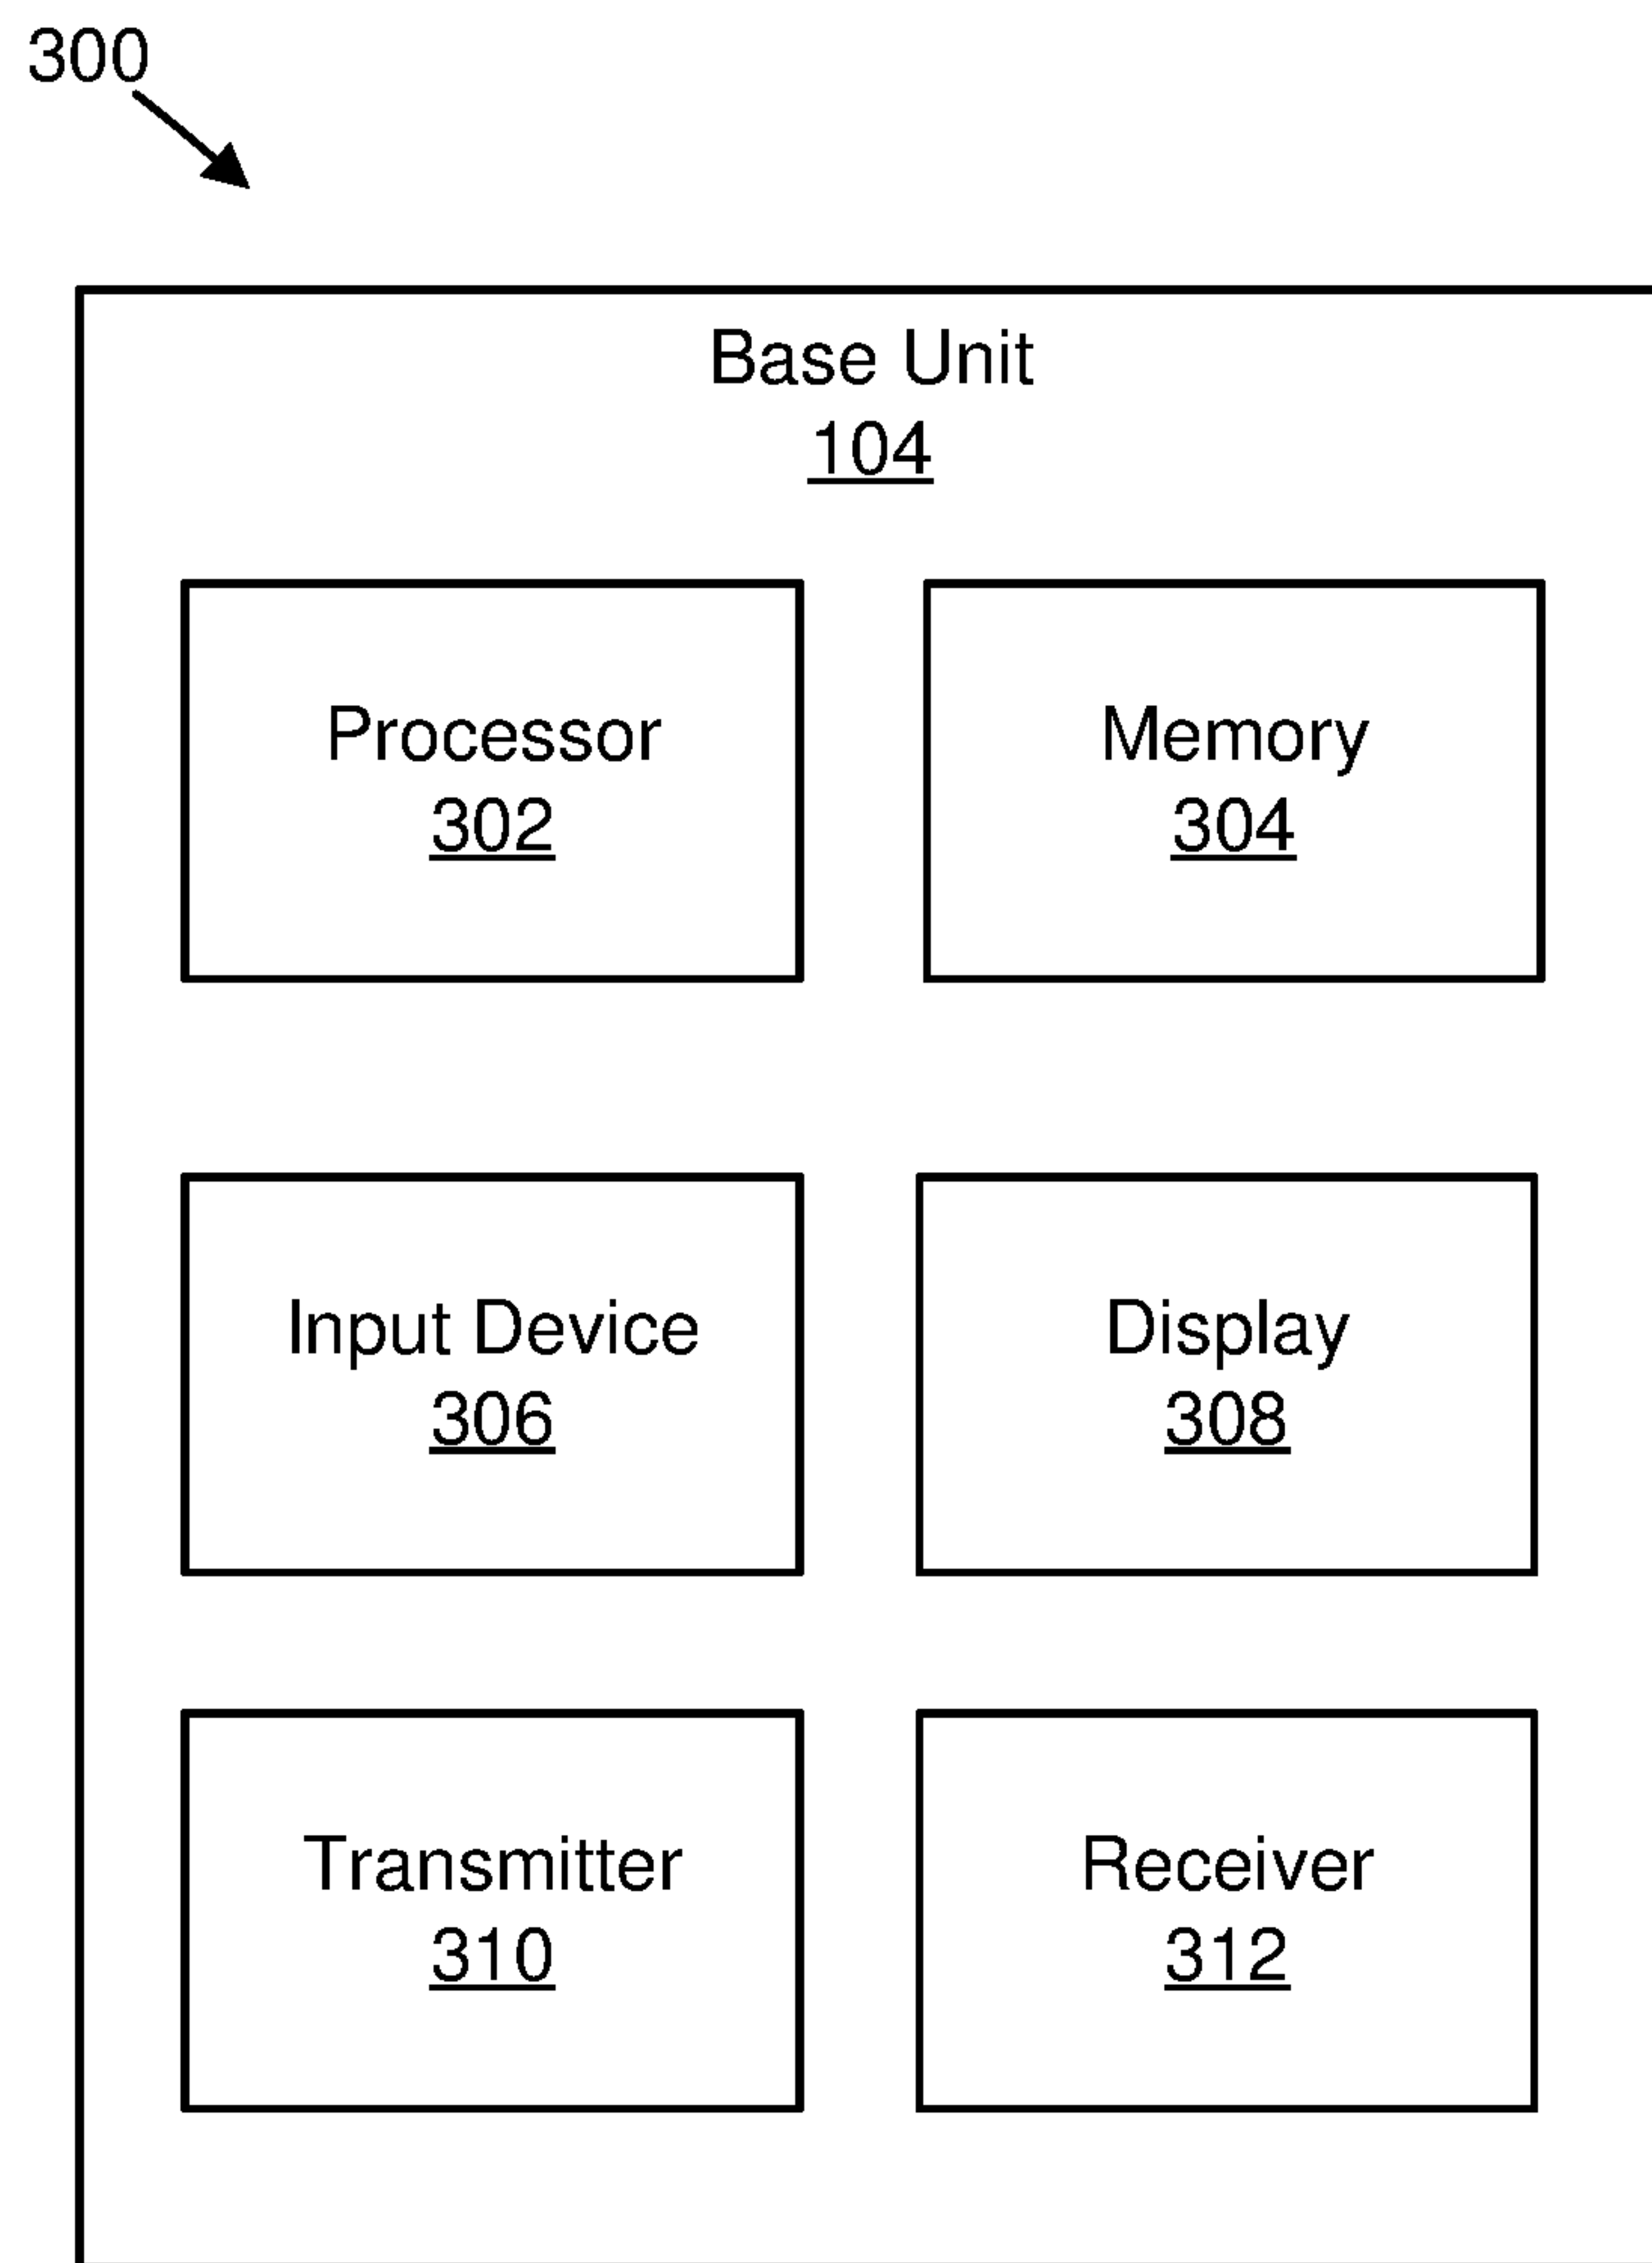 300
Base Unit
104
Processor
302
Memory
304
Input Device
306
Display
308
Transmitter
310
Receiver
312